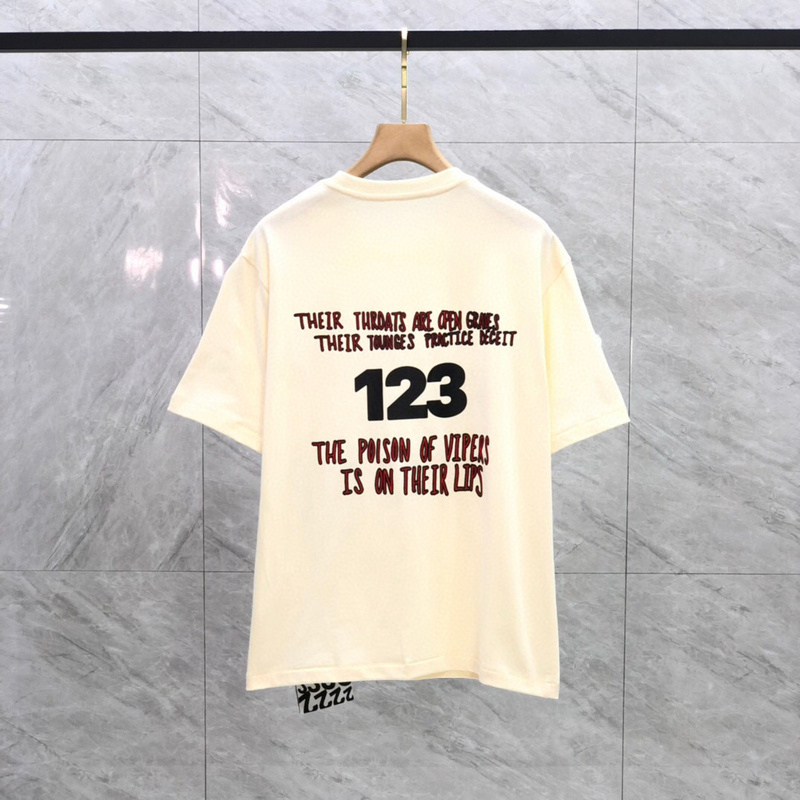 THEIR THROATS ARE OPEN GRAVES
THEIR TOUNGES PRACTICE DECEIT
123
THE POISON OF VIPERS
IS ON THEIR LIPS